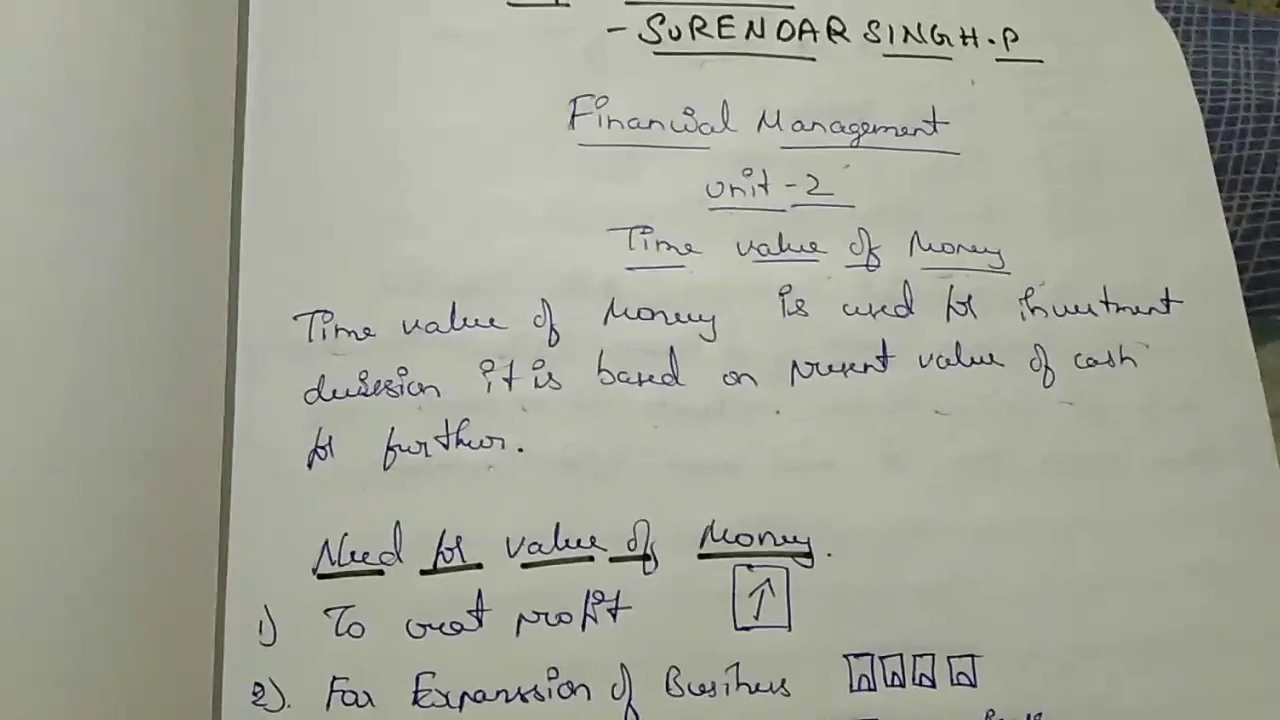 - SURENDAR SINGH.P
Financial Management
unit - 2
Time value of Money
Time value of Money is used for investment
decision it is based on present value of cash
for further.
Need for value of Money.
1) To profit
2). For Expanssion of Business